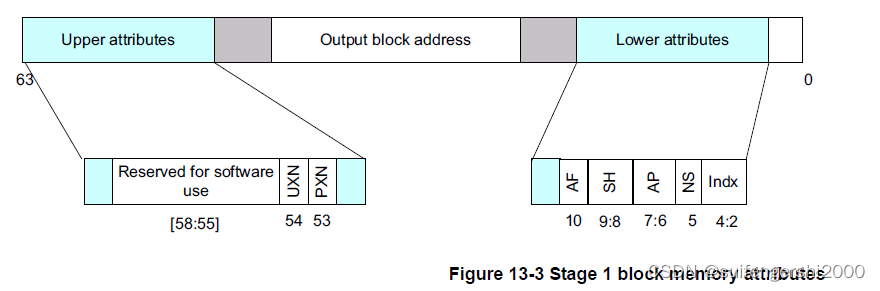 Upper attributes
Output block address
Lower attributes
63
0
Reserved for software
use
UXN
PXN
AF
SH
AP
NS
Indx
[58:55]
54
53
10
9:8
7:6
5
4:2
Figure 13-3 Stage 1 block memory attributes
CSDN @suifengershi2000